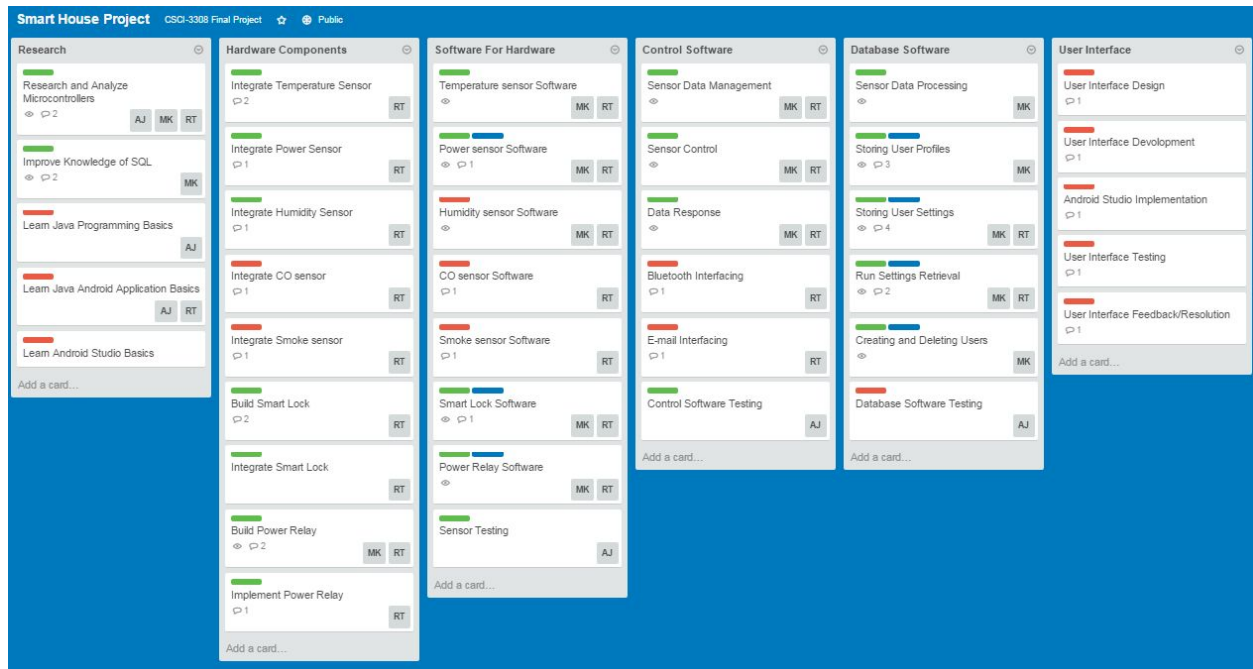 Smart House Project CSCI-3308 Final Project Public
Research
Research and Analyze
Microcontrollers
2
AJ MK RT
Improve Knowledge of SQL
2
MK
Learn Java Programming Basics
AJ
Learn Java Android Application Basics
AJ RT
Learn Android Studio Basics
Add a card...
Hardware Components
Integrate Temperature Sensor
2
RT
Integrate Power Sensor
1
RT
Integrate Humidity Sensor
1
RT
Integrate CO sensor
1
RT
Integrate Smoke sensor
1
RT
Build Smart Lock
2
RT
Integrate Smart Lock
RT
Build Power Relay
2
MK RT
Implement Power Relay
1
RT
Add a card...
Software For Hardware
Temperature sensor Software
MK RT
Power sensor Software
1
MK RT
Humidity sensor Software
MK RT
CO sensor Software
1
RT
Smoke sensor Software
1
RT
Smart Lock Software
1
MK RT
Power Relay Software
MK RT
Sensor Testing
AJ
Add a card...
Control Software
Sensor Data Management
MK RT
Sensor Control
MK RT
Data Response
MK RT
Bluetooth Interfacing
1
RT
E-mail Interfacing
1
RT
Control Software Testing
AJ
Add a card...
Database Software
Sensor Data Processing
MK
Storing User Profiles
3
MK
Storing User Settings
4
MK RT
Run Settings Retrieval
2
MK RT
Creating and Deleting Users
MK
Database Software Testing
AJ
Add a card...
User Interface
User Interface Design
1
User Interface Devolopment
1
Android Studio Implementation
1
User Interface Testing
1
User Interface Feedback/Resolution
1
Add a card...